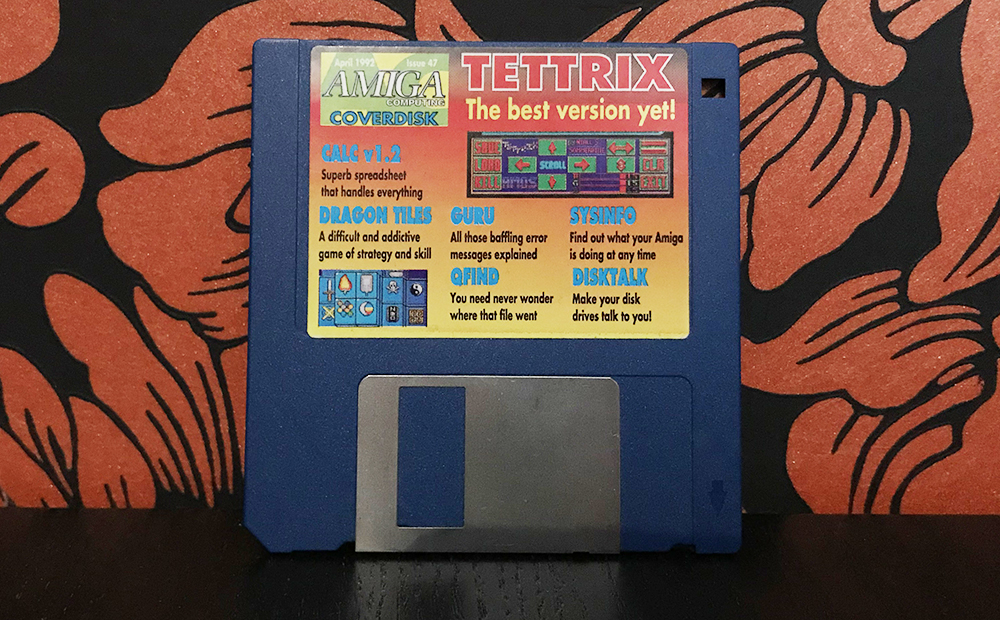 April 1992 Issue 47
AMIGA
COMPUTING
COVERDISK
TETTRIX
The best version yet!
CALC v1.2
Superb spreadsheet
that handles everything
SCROLL
AMOS
DRAGON TILES
A difficult and addictive
game of strategy and skill
GURU
All those baffling error
messages explained
SYSINFO
Find out what your Amiga
is doing at any time
QFIND
You need never wonder
where that file went
DISKTALK
Make your disk
drives talk to you!